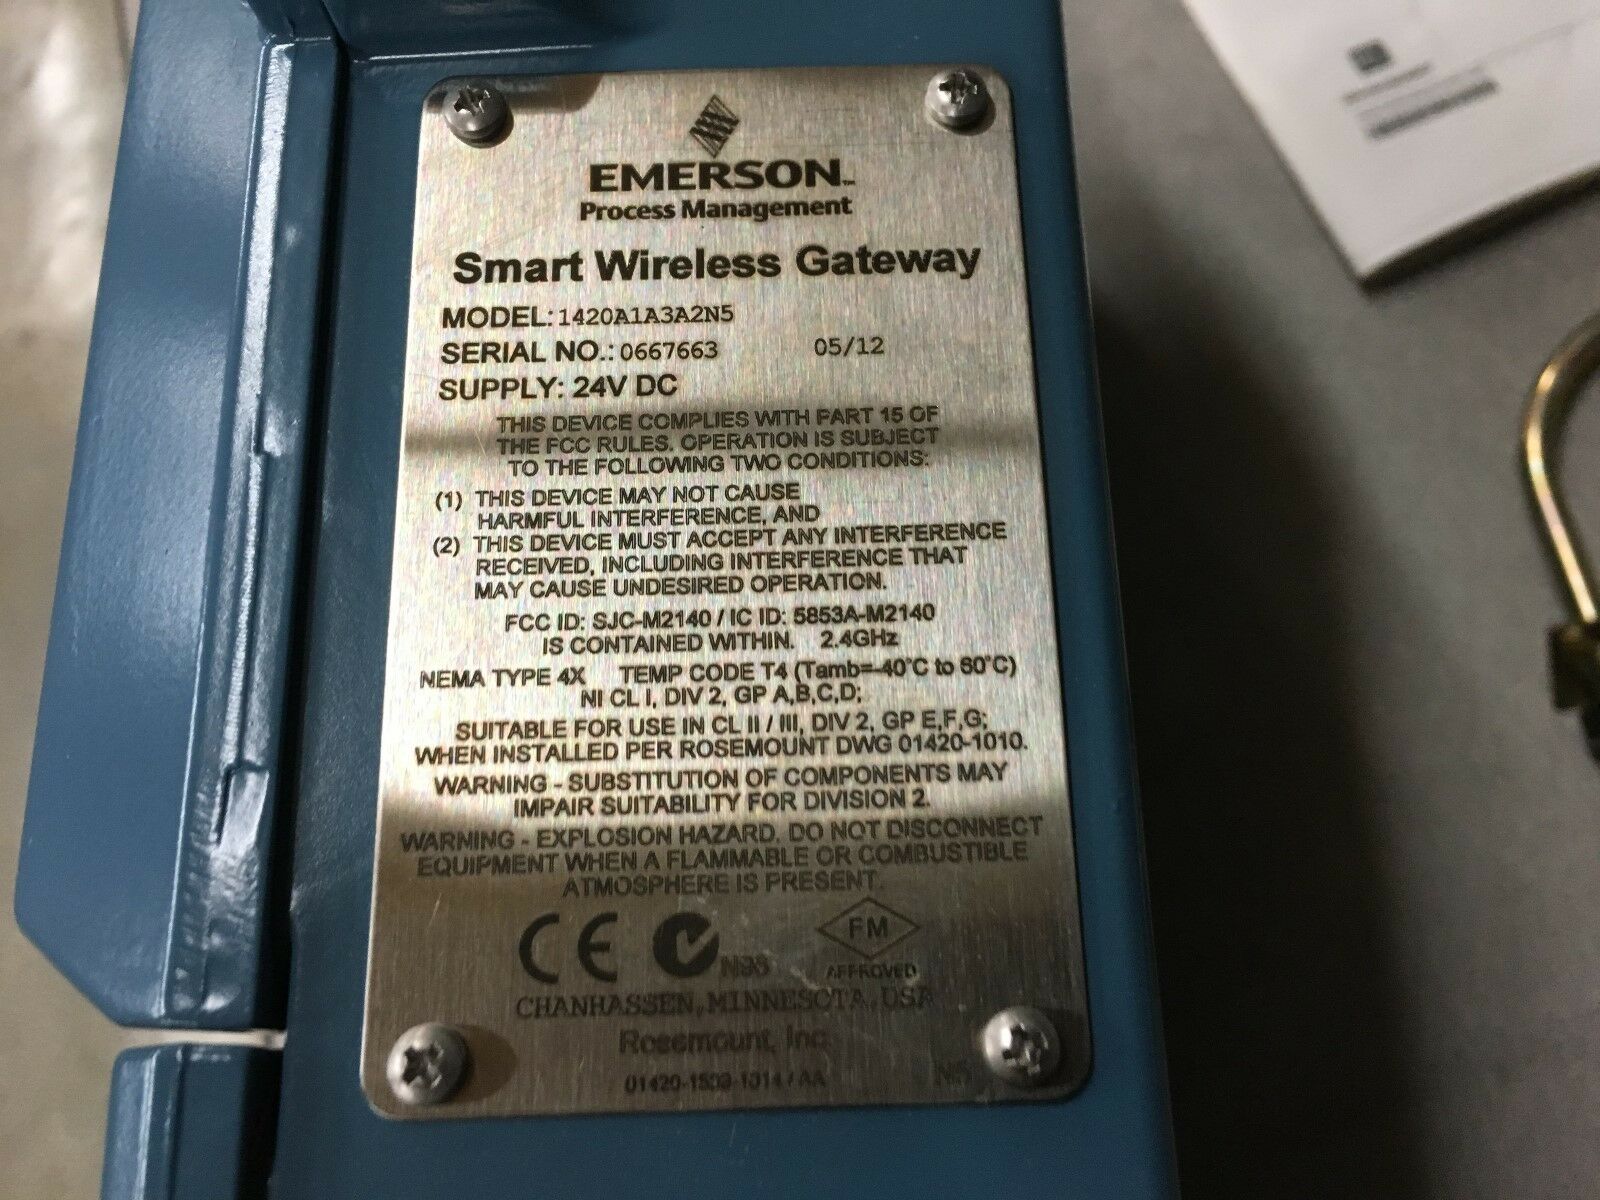 EMERSON™
Process Management
Smart Wireless Gateway
MODEL: 1420A1A3A2N5
SERIAL NO.: 0667663 05/12
SUPPLY: 24V DC
THIS DEVICE COMPLIES WITH PART 15 OF
THE FCC RULES. OPERATION IS SUBJECT
TO THE FOLLOWING TWO CONDITIONS:
(1) THIS DEVICE MAY NOT CAUSE
HARMFUL INTERFERENCE, AND
(2) THIS DEVICE MUST ACCEPT ANY INTERFERENCE
RECEIVED, INCLUDING INTERFERENCE THAT
MAY CAUSE UNDESIRED OPERATION.
FCC ID: SJC-M2140 / IC ID: 5853A-M2140
IS CONTAINED WITHIN. 2.4GHz
NEMA TYPE 4X TEMP CODE T4 (Tamb=-40°C to 60°C)
NI CL I, DIV 2, GP A,B,C,D;
SUITABLE FOR USE IN CL II / III, DIV 2, GP E,F,G;
WHEN INSTALLED PER ROSEMOUNT DWG 01420-1010.
WARNING - SUBSTITUTION OF COMPONENTS MAY
IMPAIR SUITABILITY FOR DIVISION 2.
WARNING - EXPLOSION HAZARD. DO NOT DISCONNECT
EQUIPMENT WHEN A FLAMMABLE OR COMBUSTIBLE
ATMOSPHERE IS PRESENT.
CE N96 FM
APPROVED
CHANHASSEN, MINNESOTA, USA
Rosemount, Inc.
N5